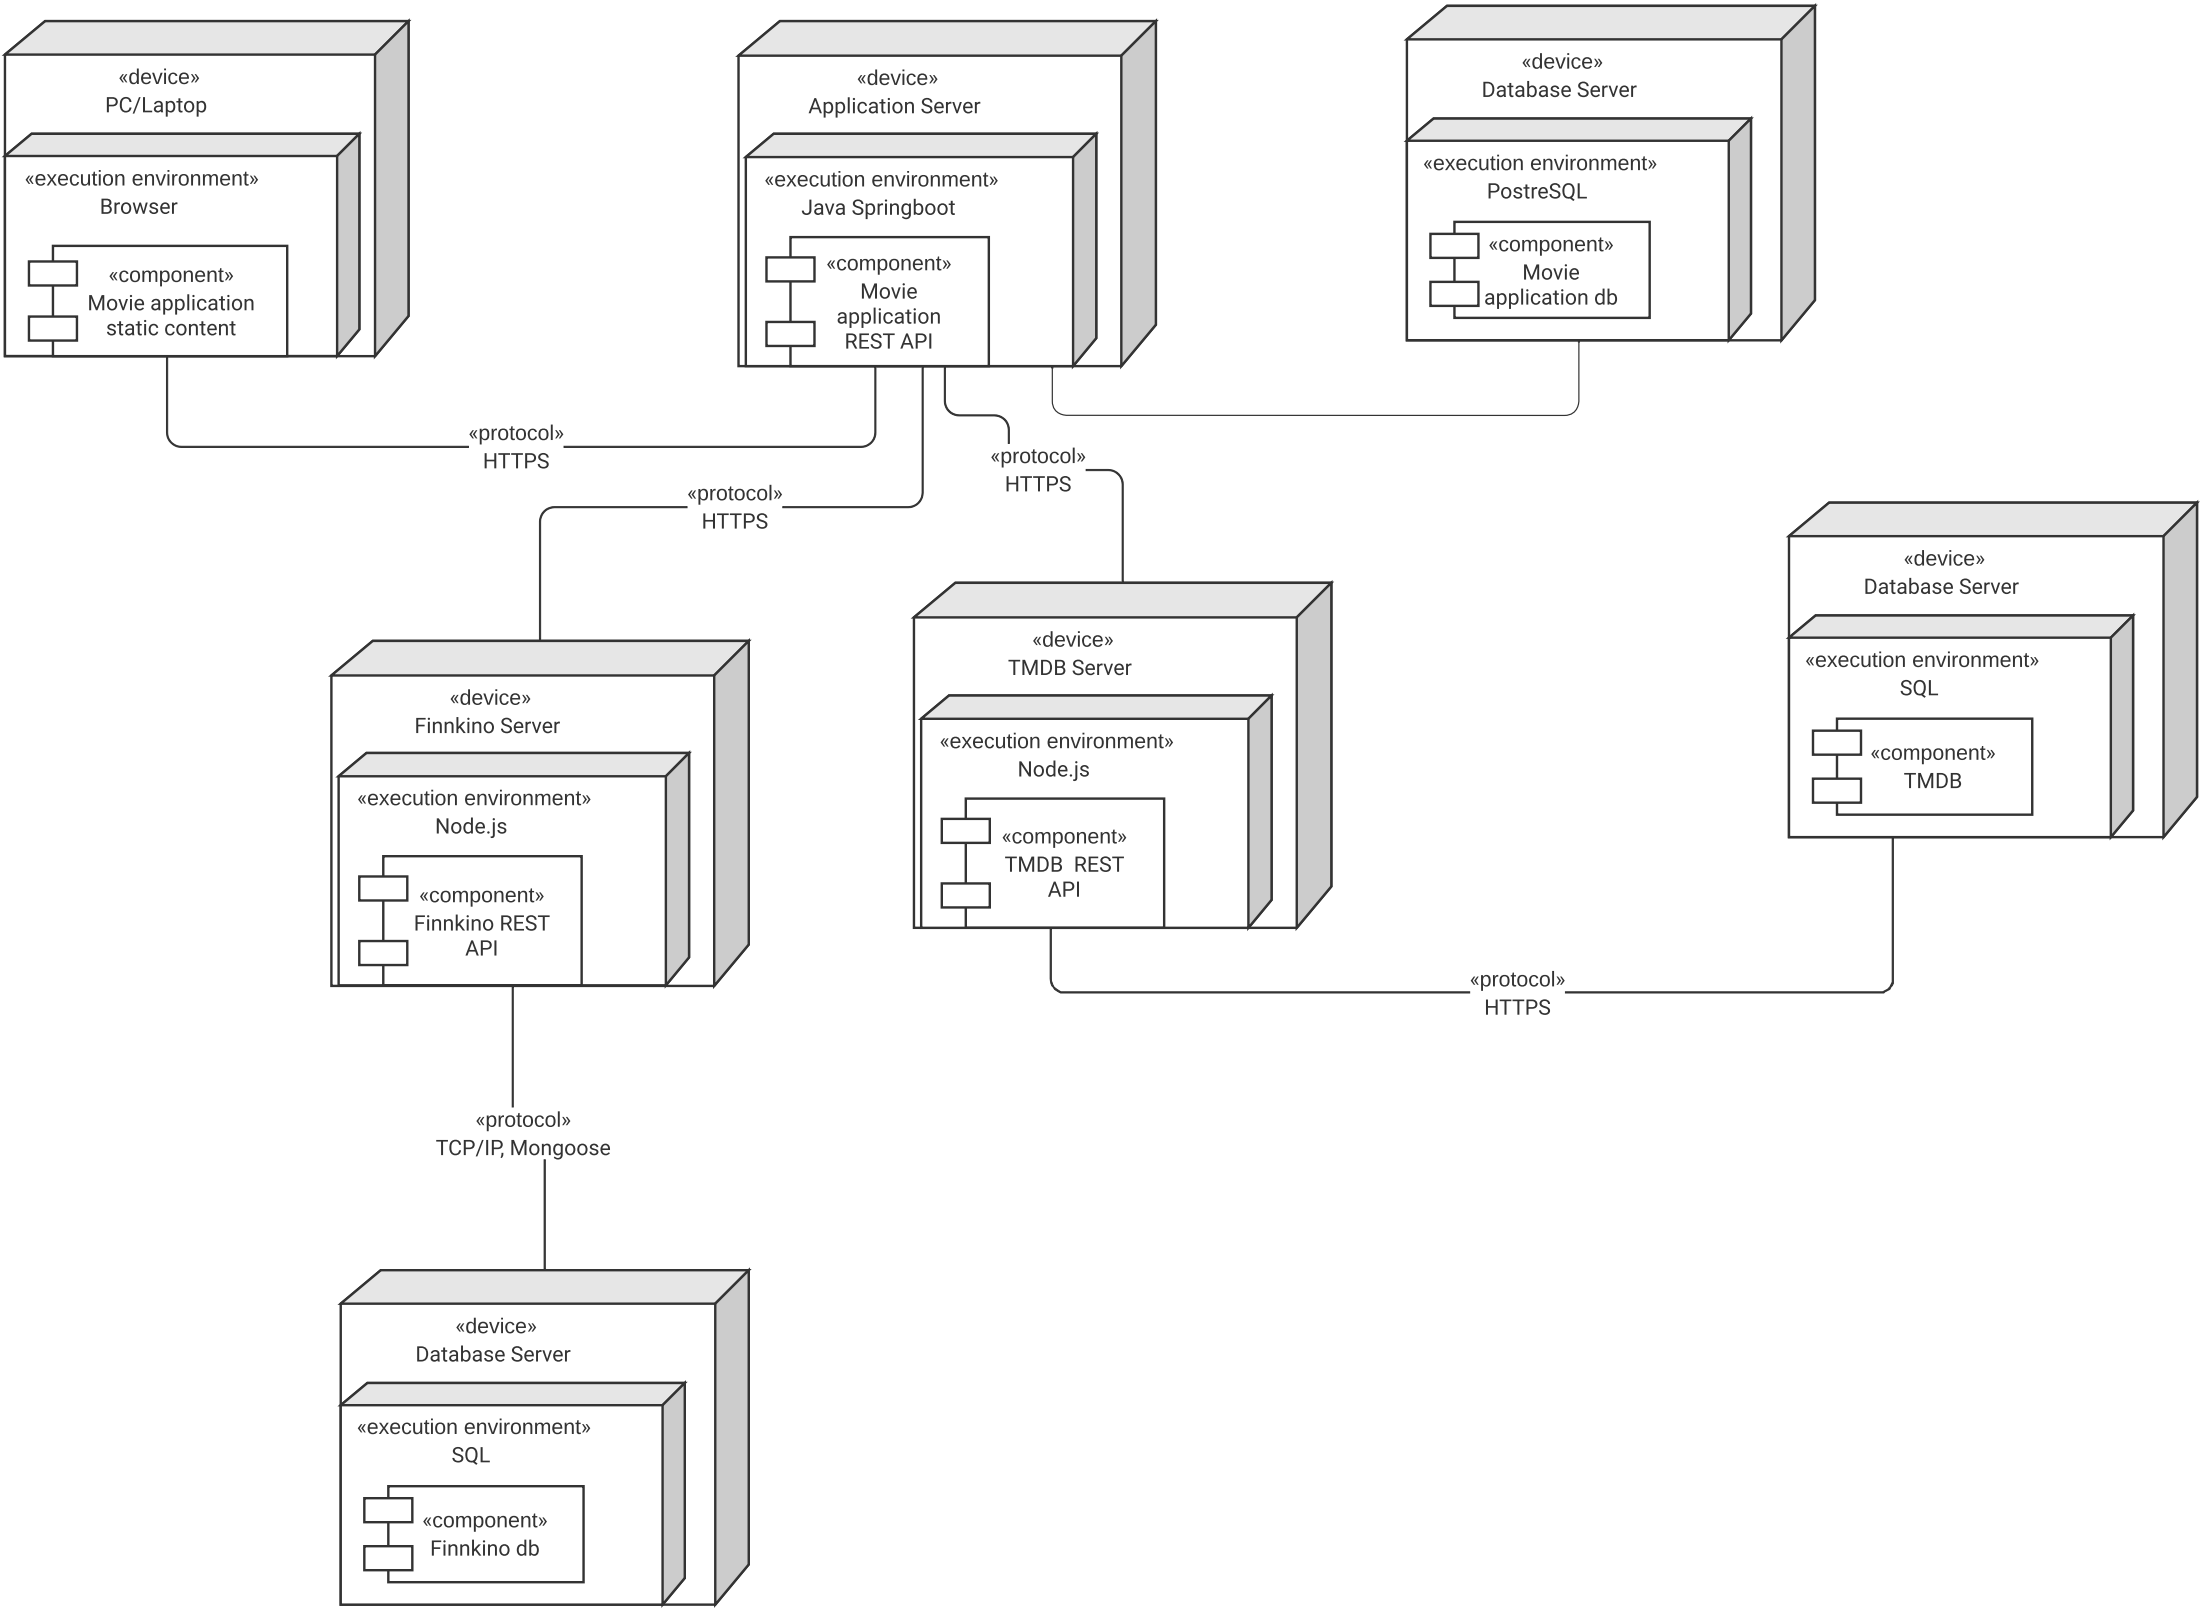 «device»
PC/Laptop
«execution environment»
Browser
«component»
Movie application
static content
«device»
Application Server
«execution environment»
Java Springboot
«component»
Movie
application
REST API
«device»
Database Server
«execution environment»
PostreSQL
«component»
Movie
application db
«protocol»
HTTPS
«protocol»
HTTPS
«protocol»
HTTPS
«device»
Finnkino Server
«execution environment»
Node.js
«component»
Finnkino REST
API
«device»
TMDB Server
«execution environment»
Node.js
«component»
TMDB  REST
API
«device»
Database Server
«execution environment»
SQL
«component»
TMDB
«protocol»
HTTPS
«protocol»
TCP/IP, Mongoose
«device»
Database Server
«execution environment»
SQL
«component»
Finnkino db